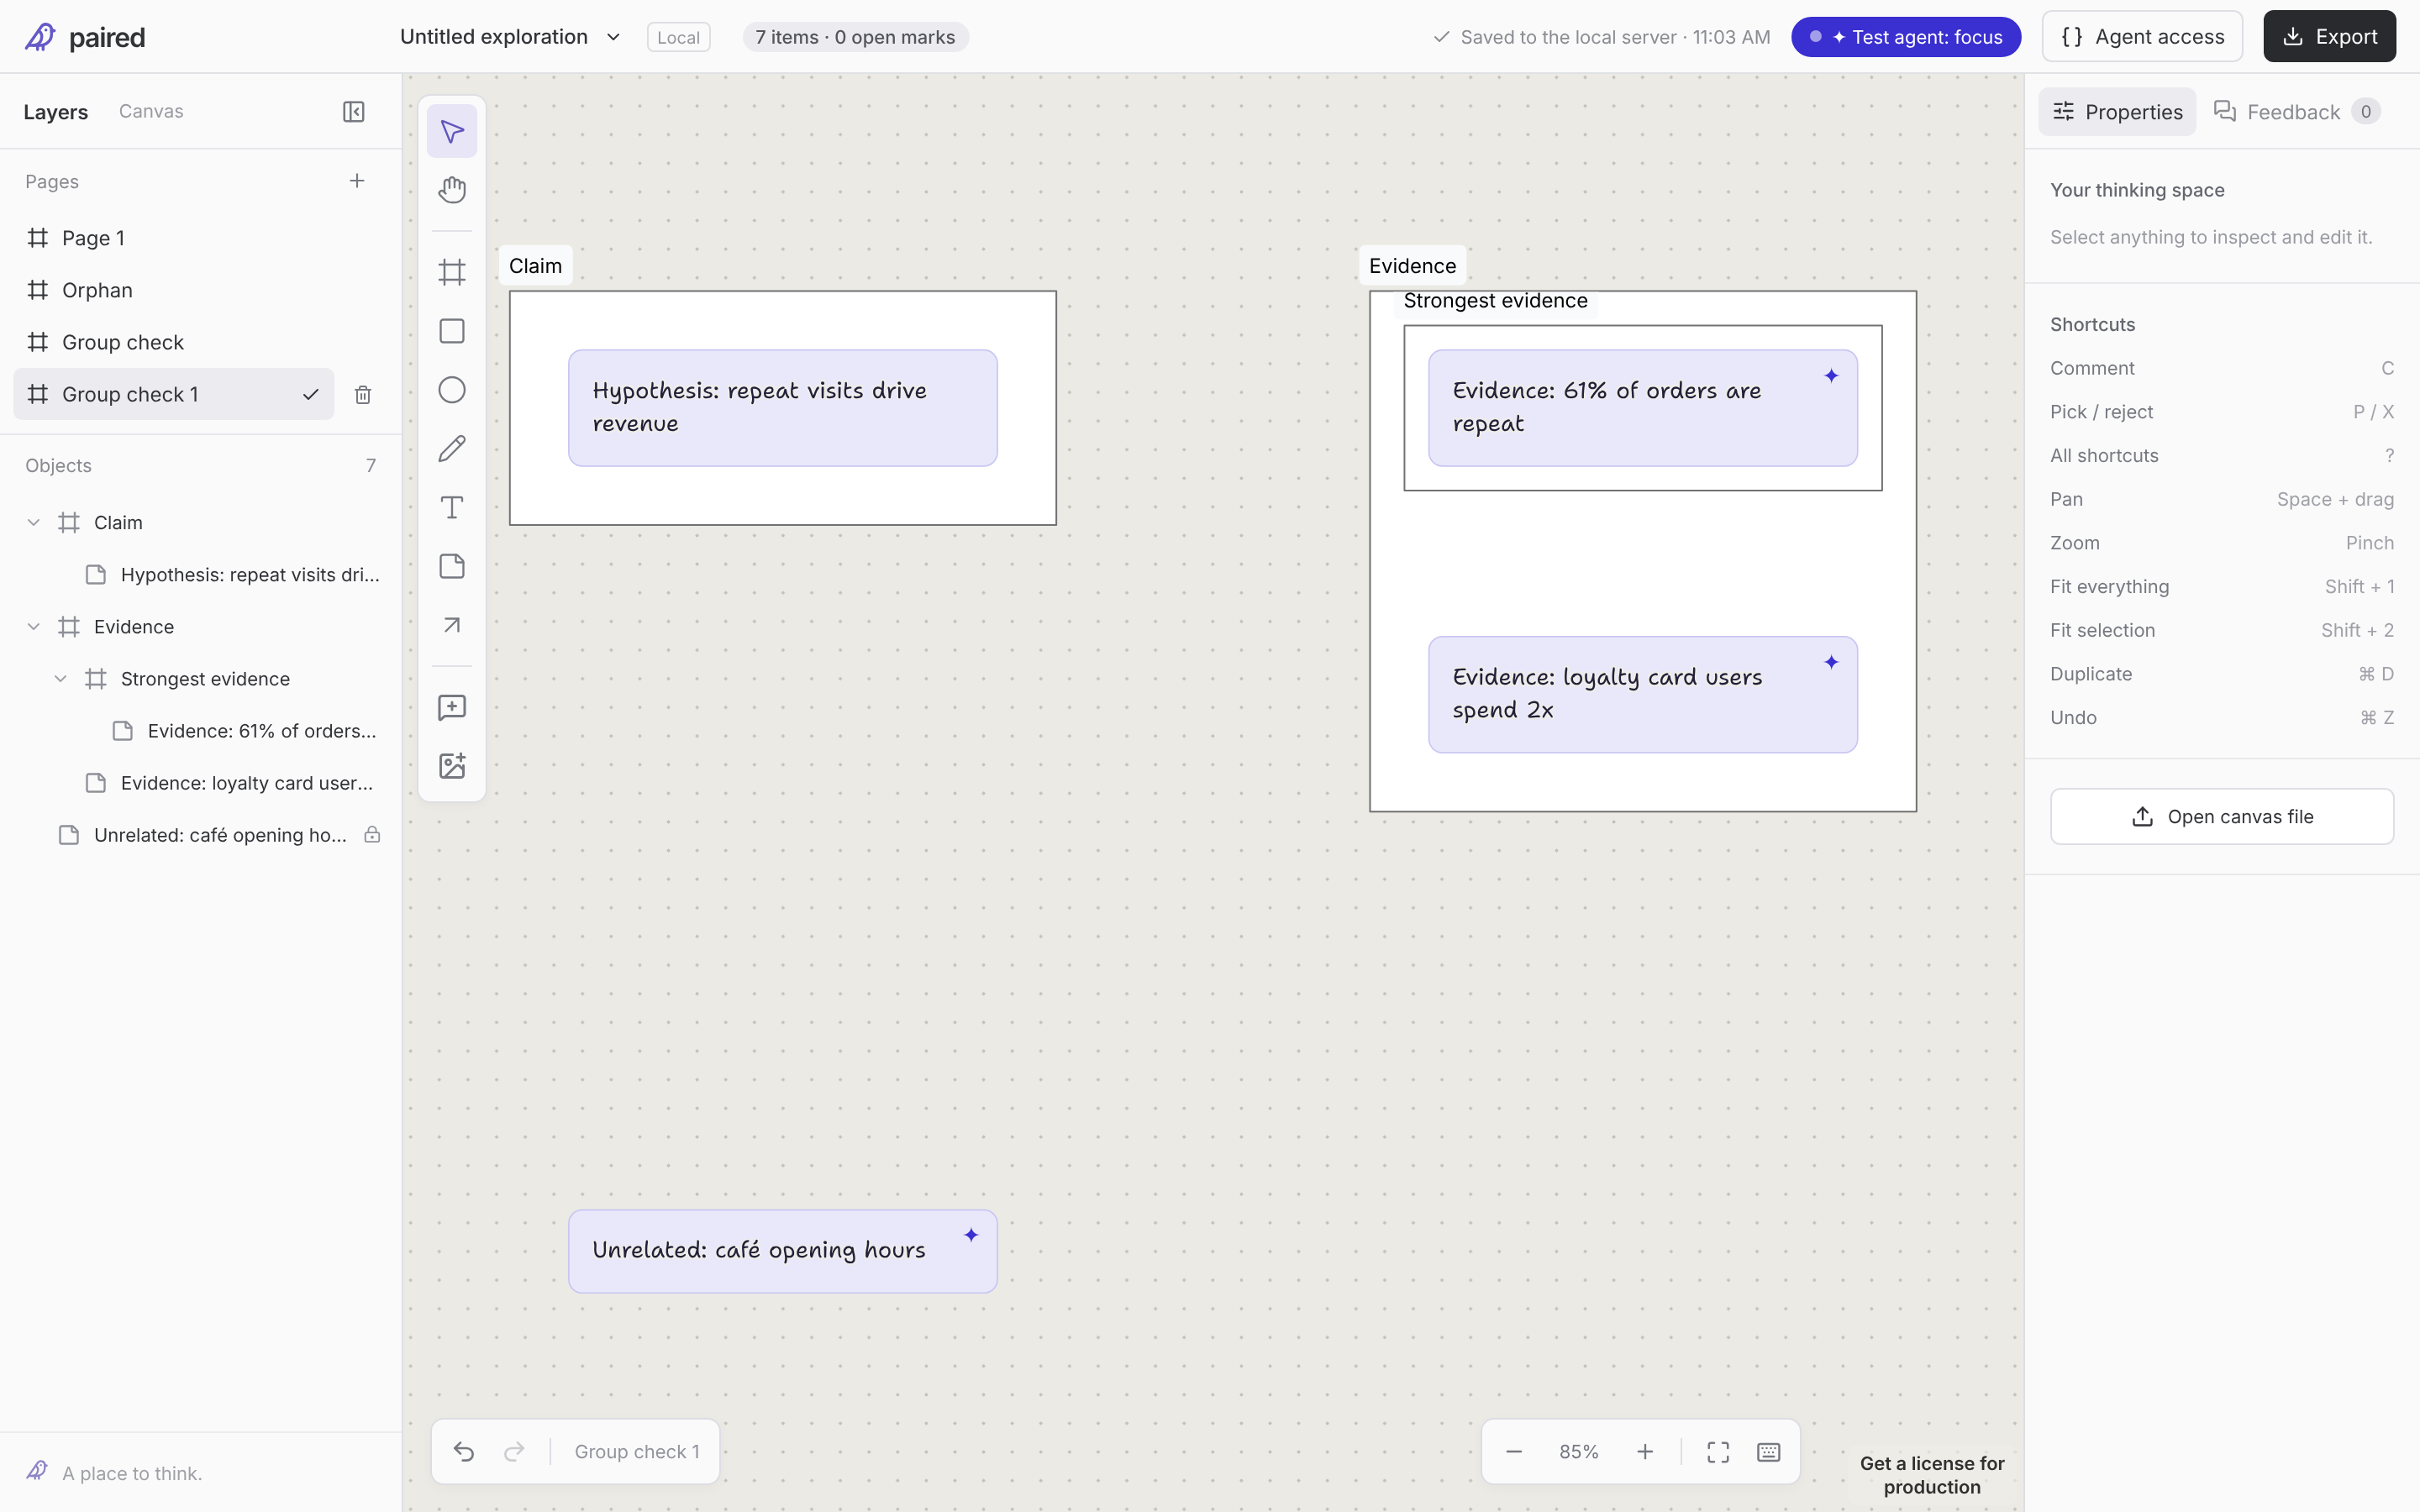 paired
Untitled exploration
Local
7 items · 0 open marks
Saved to the local server · 11:03 AM
✦ Test agent: focus
{ } Agent access
Export
Layers
Canvas
Pages
Page 1
Orphan
Group check
Group check 1
Objects
7
Claim
Hypothesis: repeat visits dri...
Evidence
Strongest evidence
Evidence: 61% of orders...
Evidence: loyalty card user...
Unrelated: café opening ho...
A place to think.
Claim
Hypothesis: repeat visits drive
revenue
Evidence
Strongest evidence
Evidence: 61% of orders are
repeat
Evidence: loyalty card users
spend 2x
Unrelated: café opening hours
Group check 1
85%
Get a license for
production
Properties
Feedback
0
Your thinking space
Select anything to inspect and edit it.
Shortcuts
Comment C
Pick / reject P / X
All shortcuts ?
Pan Space + drag
Zoom Pinch
Fit everything Shift + 1
Fit selection Shift + 2
Duplicate ⌘ D
Undo ⌘ Z
Open canvas file